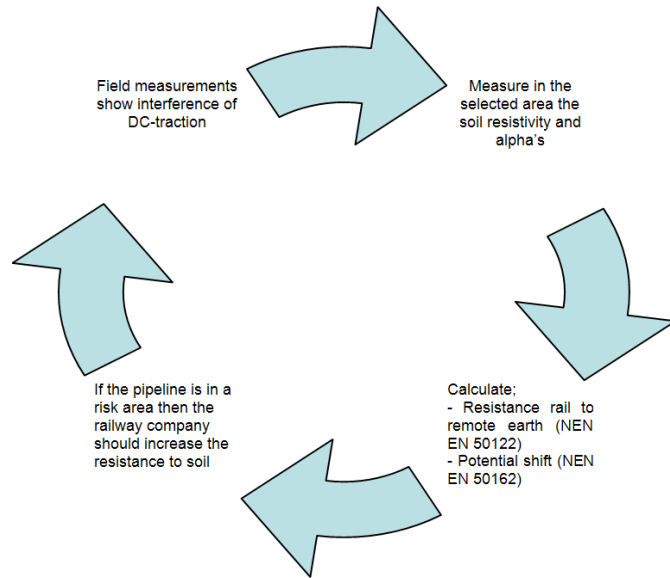 Field measurements
show interference of
DC-traction
Measure in the
selected area the
soil resistivity and
alpha's
Calculate;
- Resistance rail to
remote earth (NEN
EN 50122)
- Potential shift (NEN
EN 50162)
If the pipeline is in a
risk area then the
railway company
should increase the
resistance to soil